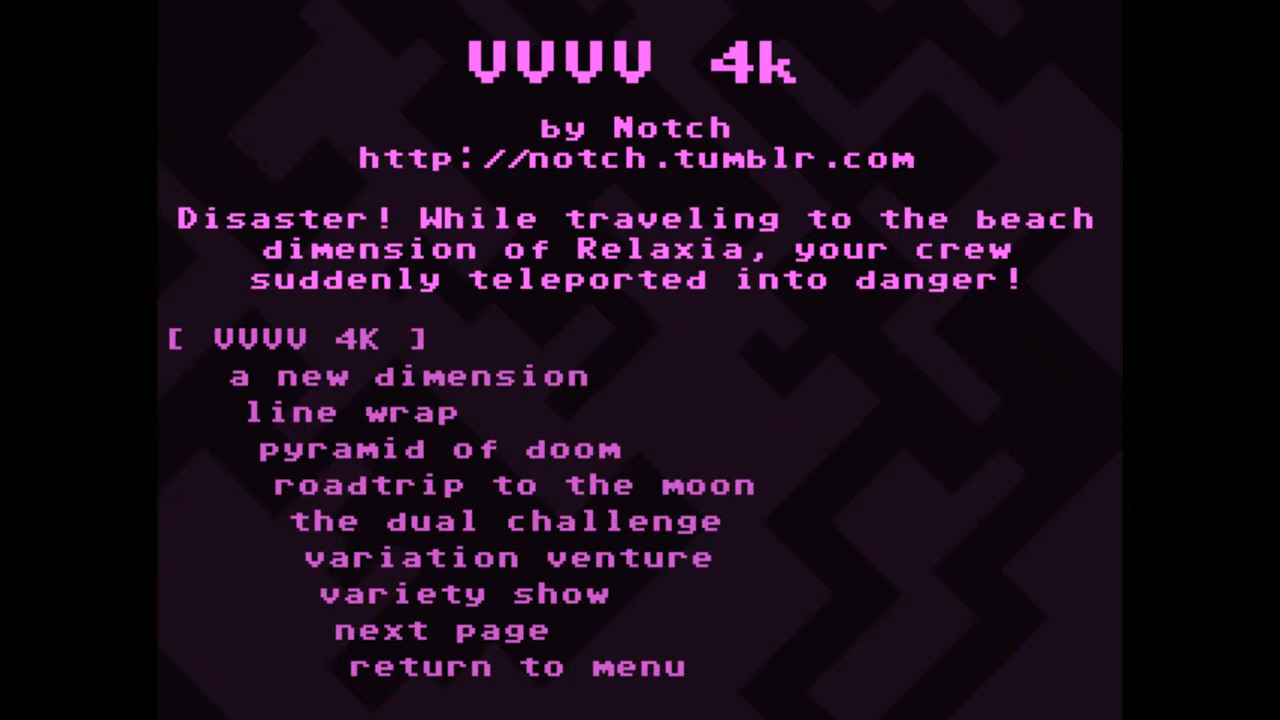 VVVV 4k
by Notch
http://notch.tumblr.com
Disaster! While traveling to the beach
dimension of Relaxia, your crew
suddenly teleported into danger!
[ VVVV 4K ]
a new dimension
line wrap
pyramid of doom
roadtrip to the moon
the dual challenge
variation venture
variety show
next page
return to menu